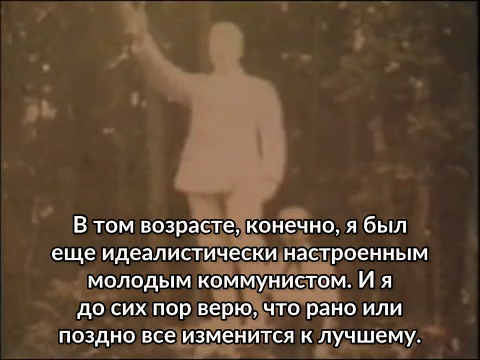 В том возрасте, конечно, я был
еще идеалистически настроенным
молодым коммунистом. И я
до сих пор верю, что рано или
поздно все изменится к лучшему.